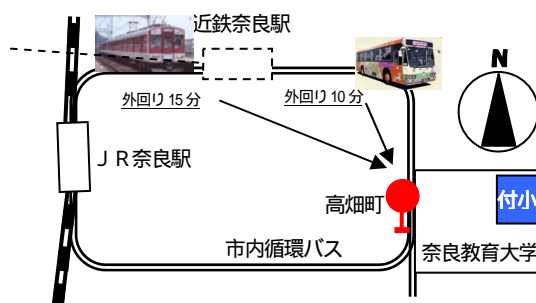 近鉄奈良駅
外回り 15 分
外回り 10 分
N
ＪＲ奈良駅
高畑町
付小
市内循環バス
奈良教育大学